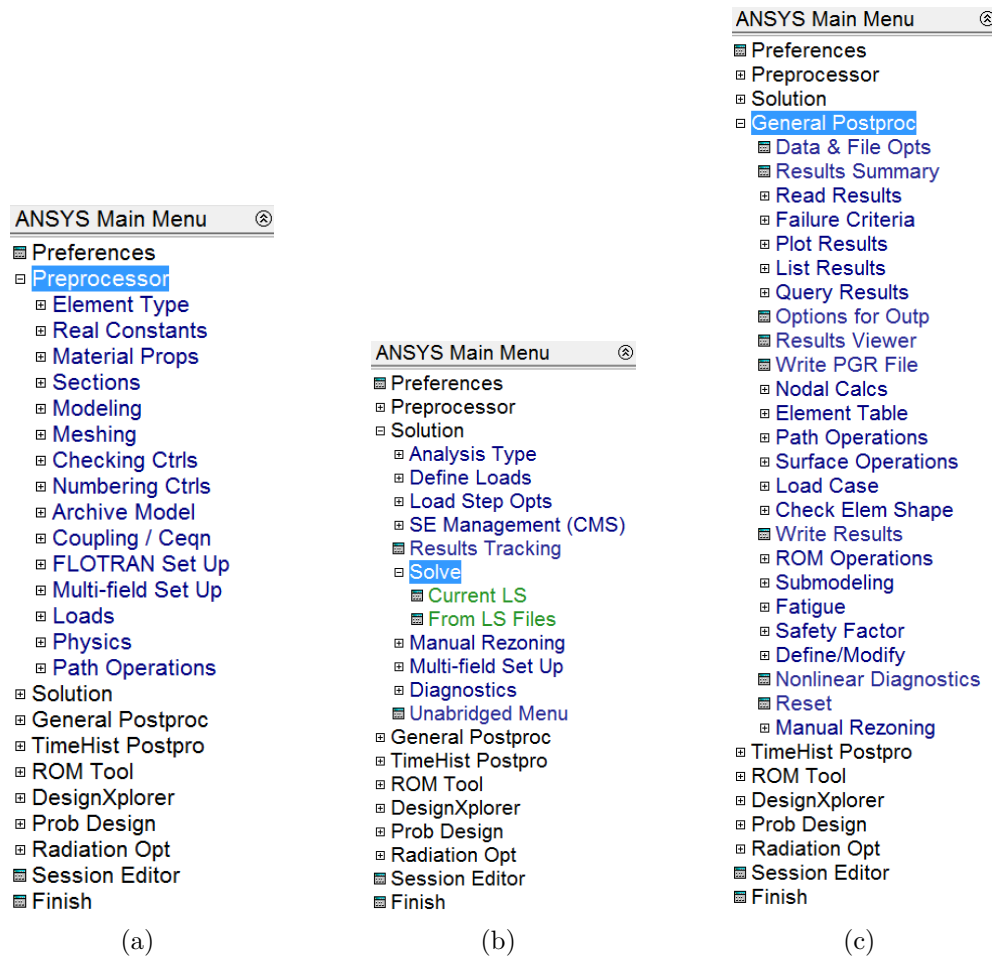 ANSYS Main Menu
Preferences
Preprocessor
Element Type
Real Constants
Material Props
Sections
Modeling
Meshing
Checking Ctrls
Numbering Ctrls
Archive Model
Coupling / Ceqn
FLOTRAN Set Up
Multi-field Set Up
Loads
Physics
Path Operations
Solution
General Postproc
TimeHist Postpro
ROM Tool
DesignXplorer
Prob Design
Radiation Opt
Session Editor
Finish
(a)
ANSYS Main Menu
Preferences
Preprocessor
Solution
Analysis Type
Define Loads
Load Step Opts
SE Management (CMS)
Results Tracking
Solve
Current LS
From LS Files
Manual Rezoning
Multi-field Set Up
Diagnostics
Unabridged Menu
General Postproc
TimeHist Postpro
ROM Tool
DesignXplorer
Prob Design
Radiation Opt
Session Editor
Finish
(b)
ANSYS Main Menu
Preferences
Preprocessor
Solution
General Postproc
Data & File Opts
Results Summary
Read Results
Failure Criteria
Plot Results
List Results
Query Results
Options for Outp
Results Viewer
Write PGR File
Nodal Calcs
Element Table
Path Operations
Surface Operations
Load Case
Check Elem Shape
Write Results
ROM Operations
Submodeling
Fatigue
Safety Factor
Define/Modify
Nonlinear Diagnostics
Reset
Manual Rezoning
TimeHist Postpro
ROM Tool
DesignXplorer
Prob Design
Radiation Opt
Session Editor
Finish
(c)